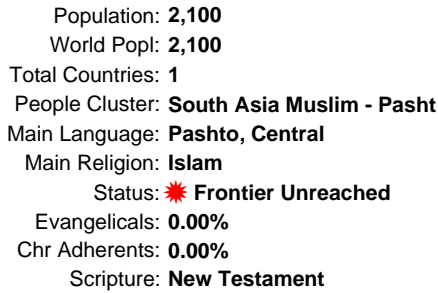 Population: 2,100
World Popl: 2,100
Total Countries: 1
People Cluster: South Asia Muslim - Pasht
Main Language: Pashto, Central
Main Religion: Islam
Status: Frontier Unreached
Evangelicals: 0.00%
Chr Adherents: 0.00%
Scripture: New Testament